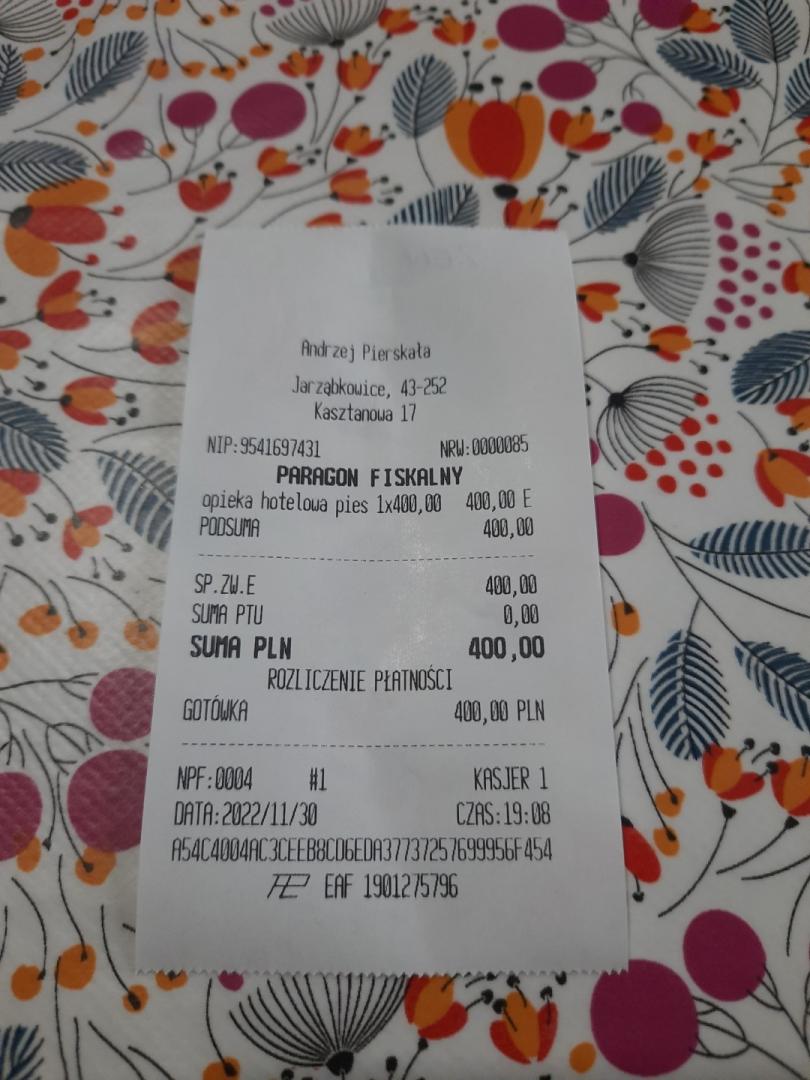 Andrzej Pierskała
Jarząbkowice, 43-252
Kasztanowa 17
NIP:9541697431 NRW:0000085
PARAGON FISKALNY
opieka hotelowa pies 1x400,00 400,00 E
PODSUMA 400,00
SP.ZW.E 400,00
SUMA PTU 0,00
SUMA PLN 400,00
ROZLICZENIE PŁATNOŚCI
GOTÓWKA 400,00 PLN
NPF:0004 #1 KASJER 1
DATA:2022/11/30 CZAS:19:08
A54C4004AC3CEEB8CD6EDA37737257699956F454
EAF 1901275796